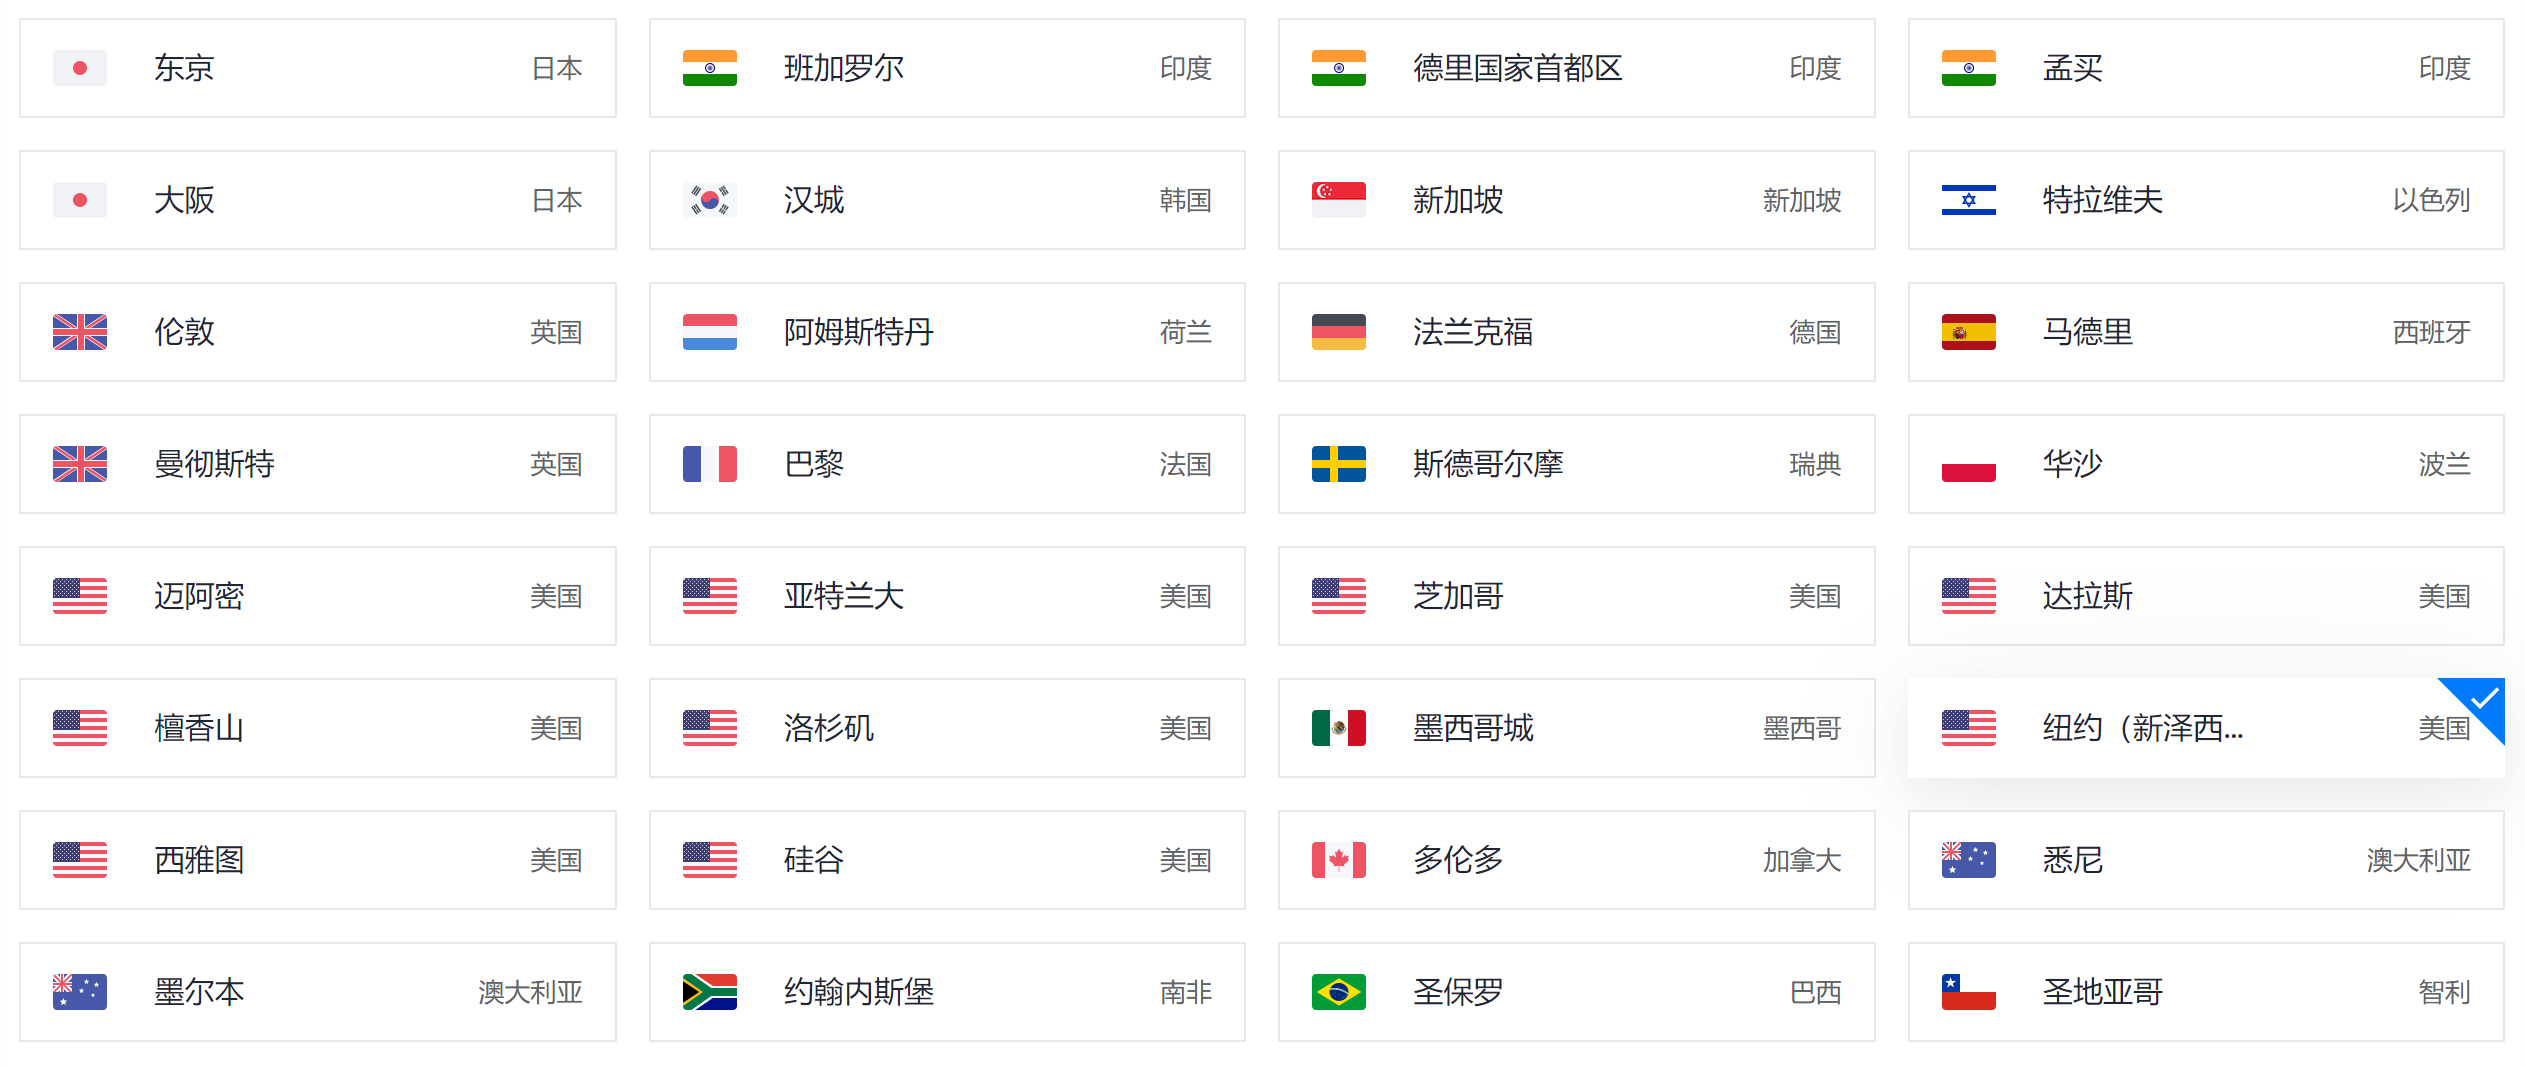 东京 日本 班加罗尔 印度 德里国家首都区 印度 孟买 印度
大阪 日本 汉城 韩国 新加坡 新加坡 特拉维夫 以色列
伦敦 英国 阿姆斯特丹 荷兰 法兰克福 德国 马德里 西班牙
曼彻斯特 英国 巴黎 法国 斯德哥尔摩 瑞典 华沙 波兰
迈阿密 美国 亚特兰大 美国 芝加哥 美国 达拉斯 美国
檀香山 美国 洛杉矶 美国 墨西哥城 墨西哥 纽约（新泽西... 美国
西雅图 美国 硅谷 美国 多伦多 加拿大 悉尼 澳大利亚
墨尔本 澳大利亚 约翰内斯堡 南非 圣保罗 巴西 圣地亚哥 智利